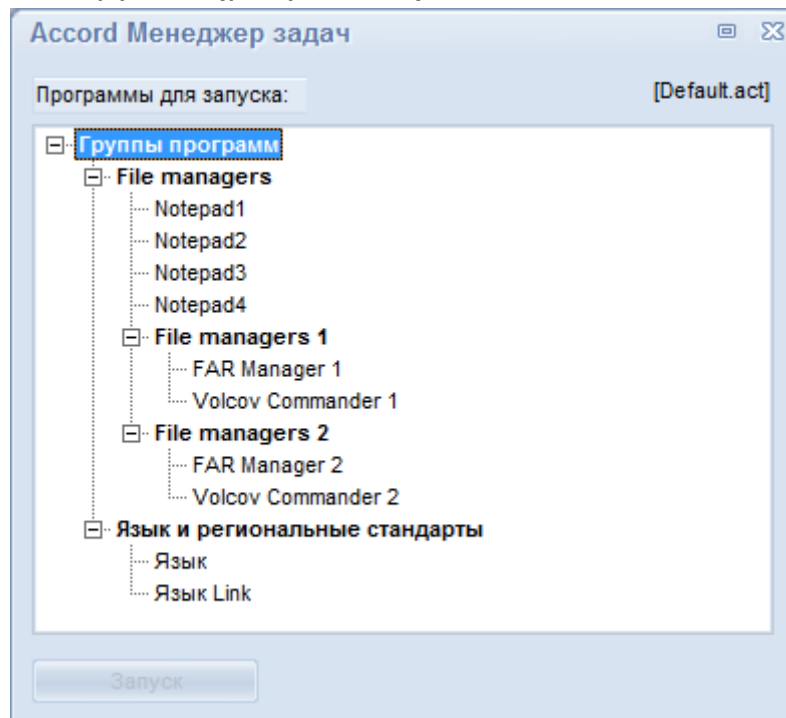 Accord Менеджер задач
Программы для запуска: [Default.act]
Группы программ
File managers
Notepad1
Notepad2
Notepad3
Notepad4
File managers 1
FAR Manager 1
Volcov Commander 1
File managers 2
FAR Manager 2
Volcov Commander 2
Язык и региональные стандарты
Язык
Язык Link
Запуск